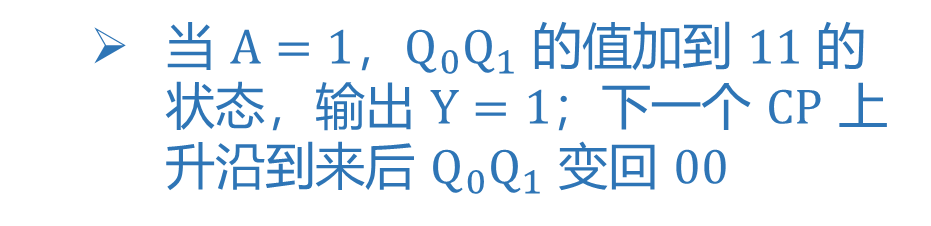 ➢ 当 A = 1，Q₀Q₁ 的值加到 11 的
状态，输出 Y = 1；下一个 CP 上
升沿到来后 Q₀Q₁ 变回 00